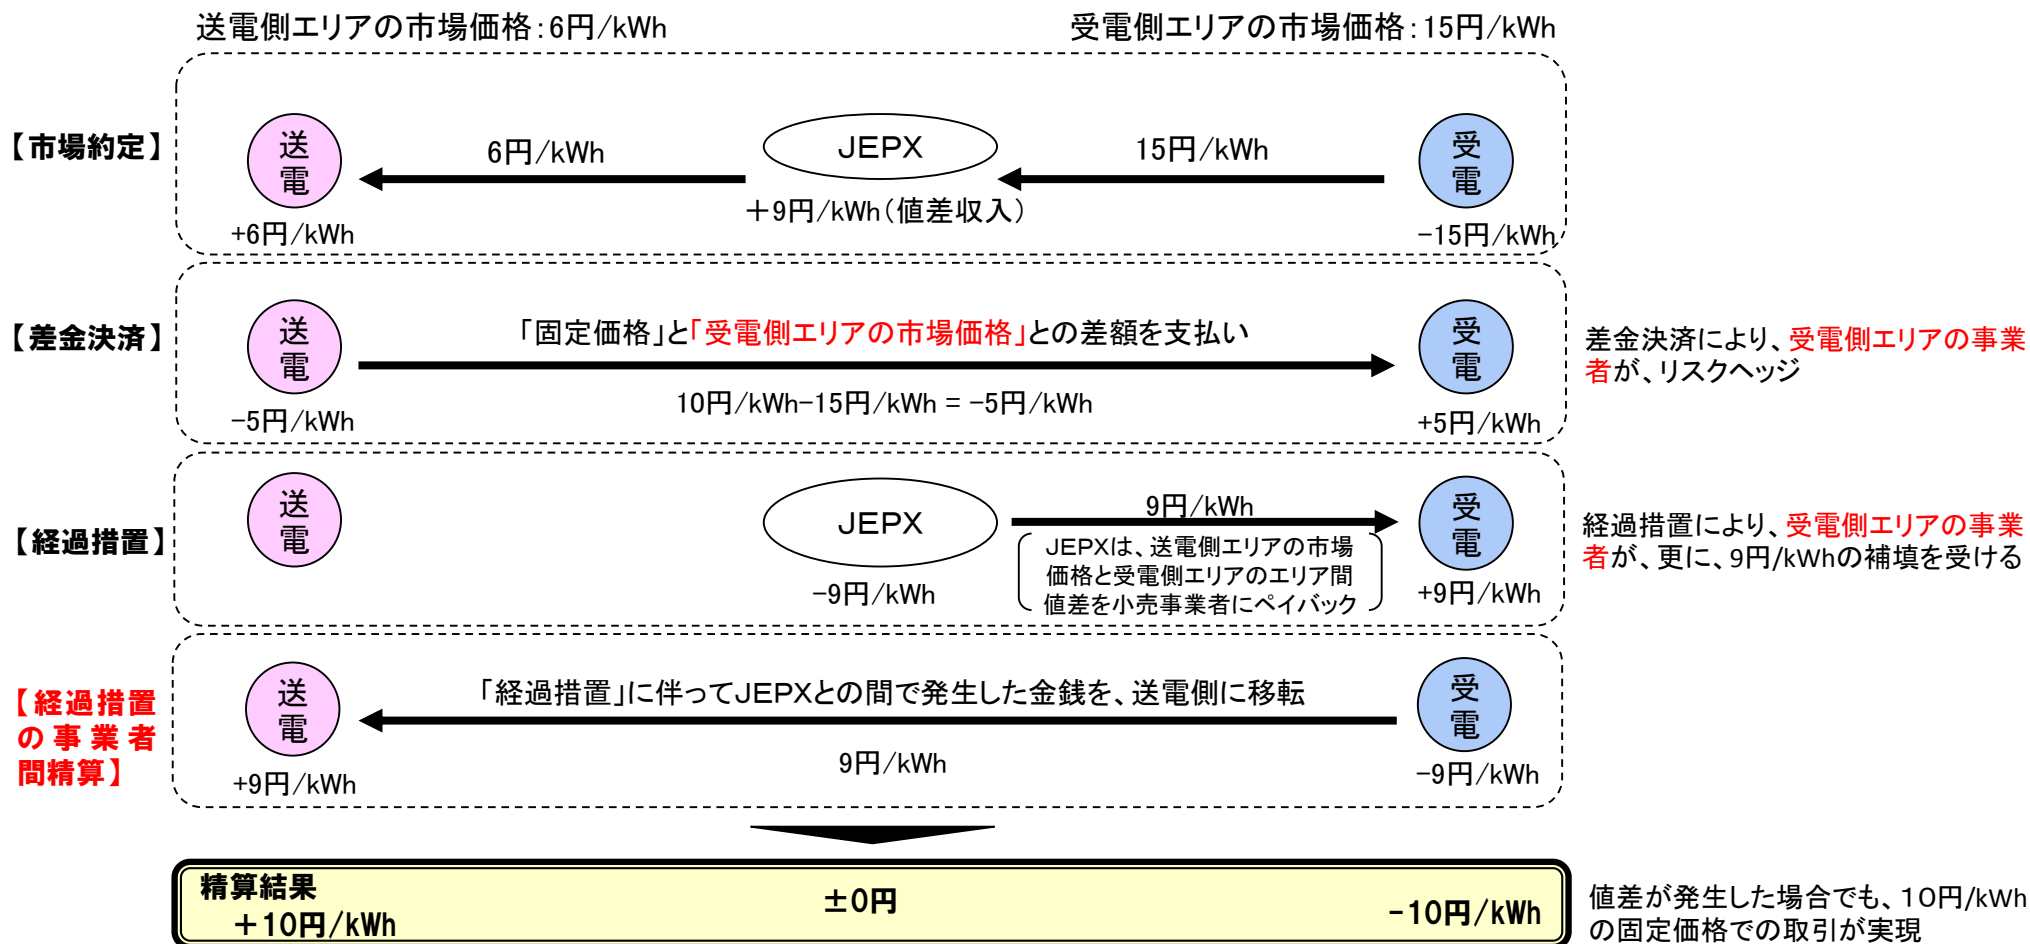 送電側エリアの市場価格：6円/kWh
受電側エリアの市場価格：15円/kWh
【市場約定】
送
電
6円/kWh
JEPX
15円/kWh
受
電
+6円/kWh
＋9円/kWh（値差収入）
-15円/kWh
【差金決済】
送
電
「固定価格」と「受電側エリアの市場価格」との差額を支払い
受
電
-5円/kWh
10円/kWh-15円/kWh = -5円/kWh
+5円/kWh
差金決済により、受電側エリアの事業
者が、リスクヘッジ
【経過措置】
送
電
JEPX
-9円/kWh
9円/kWh
JEPXは、送電側エリアの市場
価格と受電側エリアのエリア間
値差を小売事業者にペイバック
受
電
+9円/kWh
経過措置により、受電側エリアの事業
者が、更に、9円/kWhの補填を受ける
【経過措置
の事業者
間精算】
送
電
「経過措置」に伴ってJEPXとの間で発生した金銭を、送電側に移転
受
電
+9円/kWh
9円/kWh
-9円/kWh
精算結果
＋10円/kWh
±0円
-10円/kWh
値差が発生した場合でも、１０円/kWh
の固定価格での取引が実現